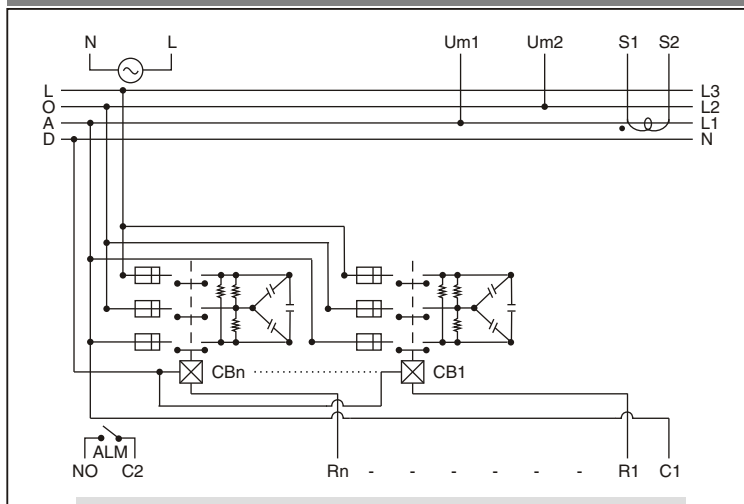 N L Um1 Um2 S1 S2
L L3
O L2
A L1
D N
CBn CB1
ALM
NO C2 Rn - - - - - - R1 C1